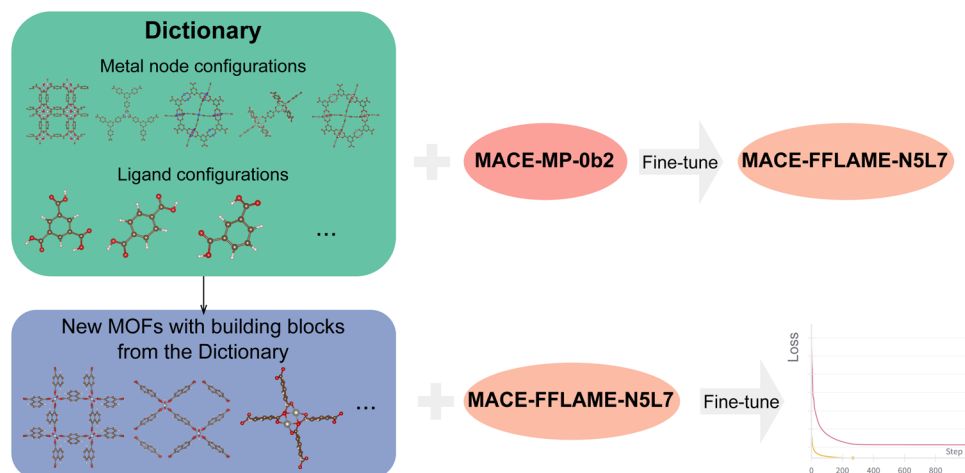 Dictionary
Metal node configurations
Ligand configurations
...
MACE-MP-0b2
Fine-tune
MACE-FFLAME-N5L7
New MOFs with building blocks
from the Dictionary
...
MACE-FFLAME-N5L7
Fine-tune
Loss
Step
0 200 400 600 800